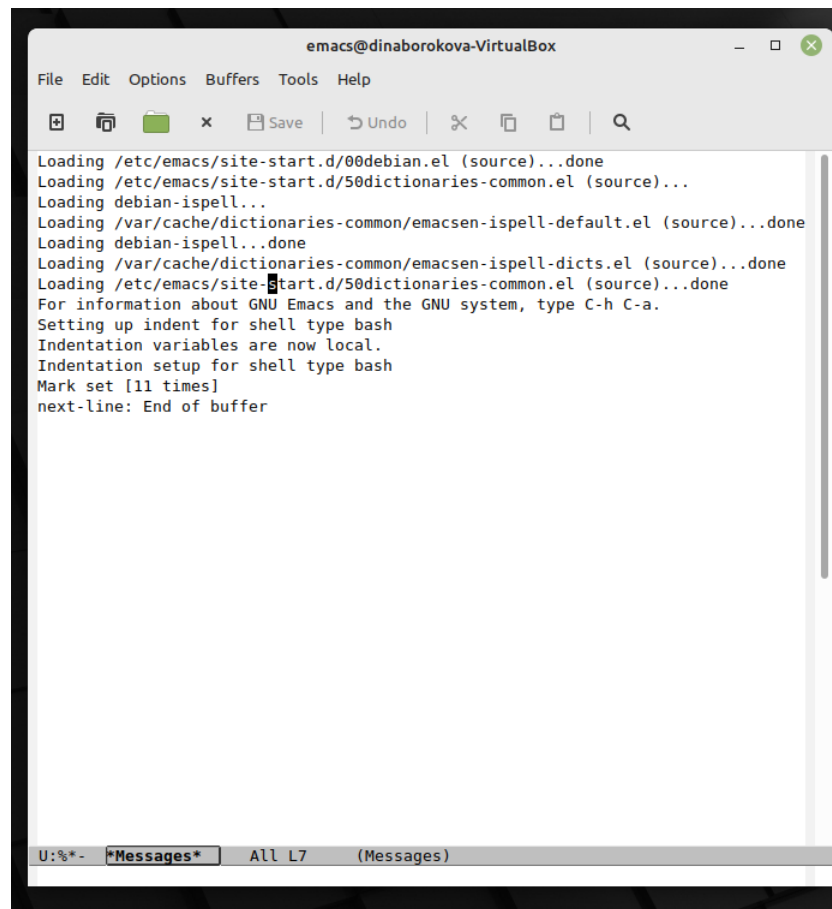 emacs@dinaborokova-VirtualBox
File Edit Options Buffers Tools Help
Save Undo
Loading /etc/emacs/site-start.d/00debian.el (source)...done
Loading /etc/emacs/site-start.d/50dictionaries-common.el (source)...
Loading debian-ispell...
Loading /var/cache/dictionaries-common/emacsen-ispell-default.el (source)...done
Loading debian-ispell...done
Loading /var/cache/dictionaries-common/emacsen-ispell-dicts.el (source)...done
Loading /etc/emacs/site-start.d/50dictionaries-common.el (source)...done
For information about GNU Emacs and the GNU system, type C-h C-a.
Setting up indent for shell type bash
Indentation variables are now local.
Indentation setup for shell type bash
Mark set [11 times]
next-line: End of buffer
U:%*- *Messages* All L7 (Messages)